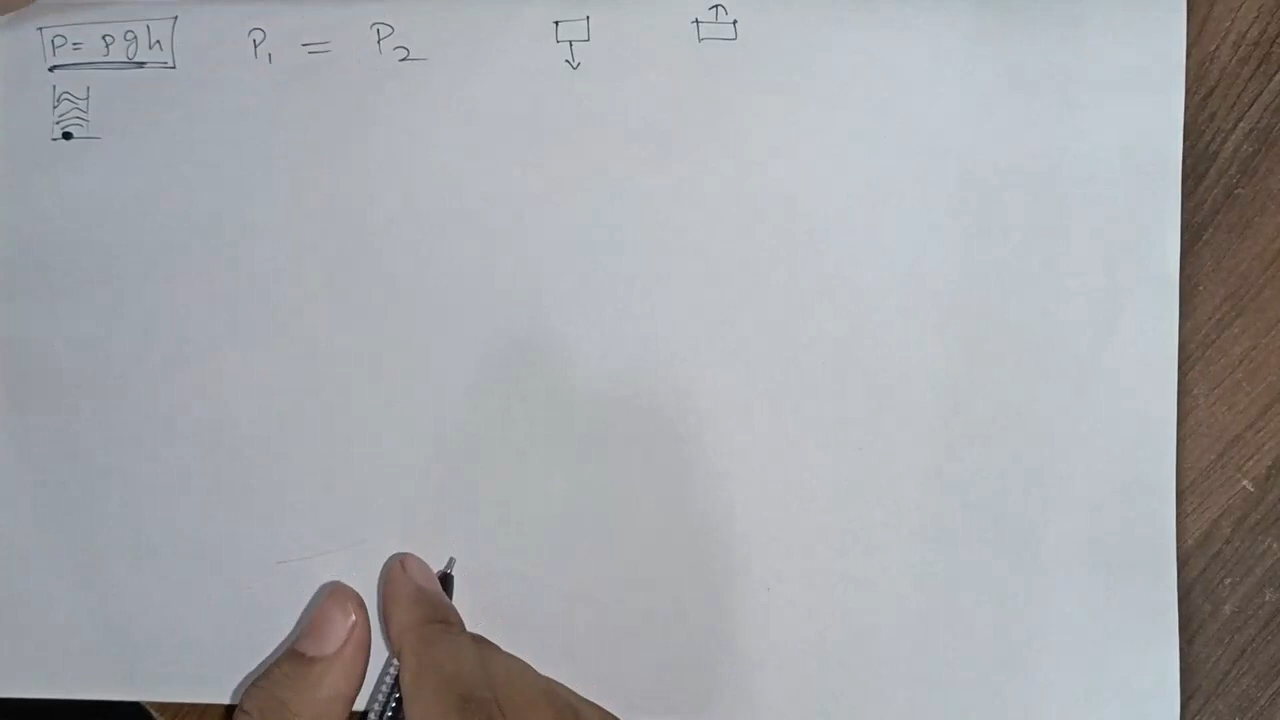 P = ρgh P₁ = P₂